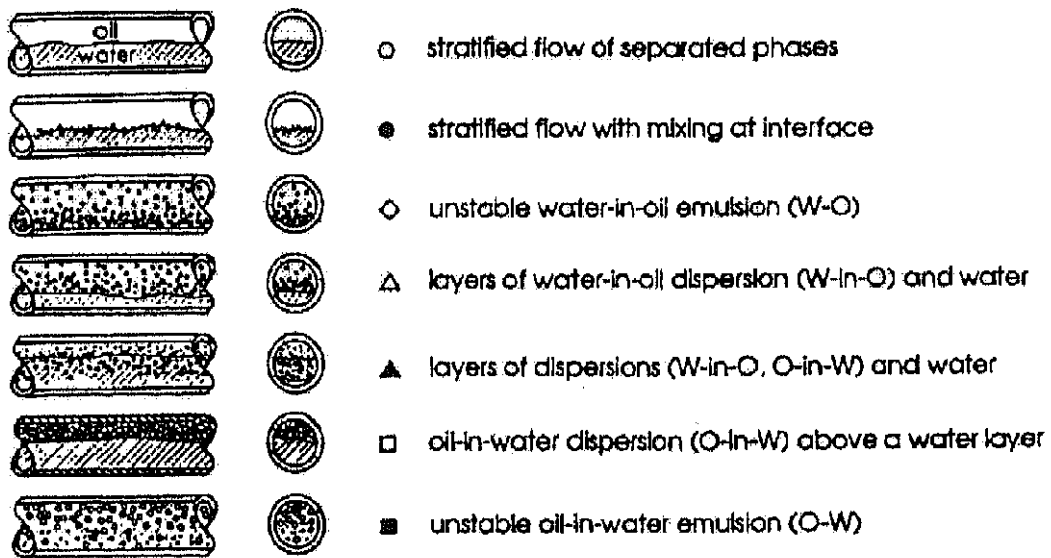 oil
water
stratified flow of separated phases
stratified flow with mixing at interface
unstable water-in-oil emulsion (W-O)
layers of water-in-oil dispersion (W-in-O) and water
layers of dispersions (W-in-O, O-in-W) and water
oil-in-water dispersion (O-in-W) above a water layer
unstable oil-in-water emulsion (O-W)